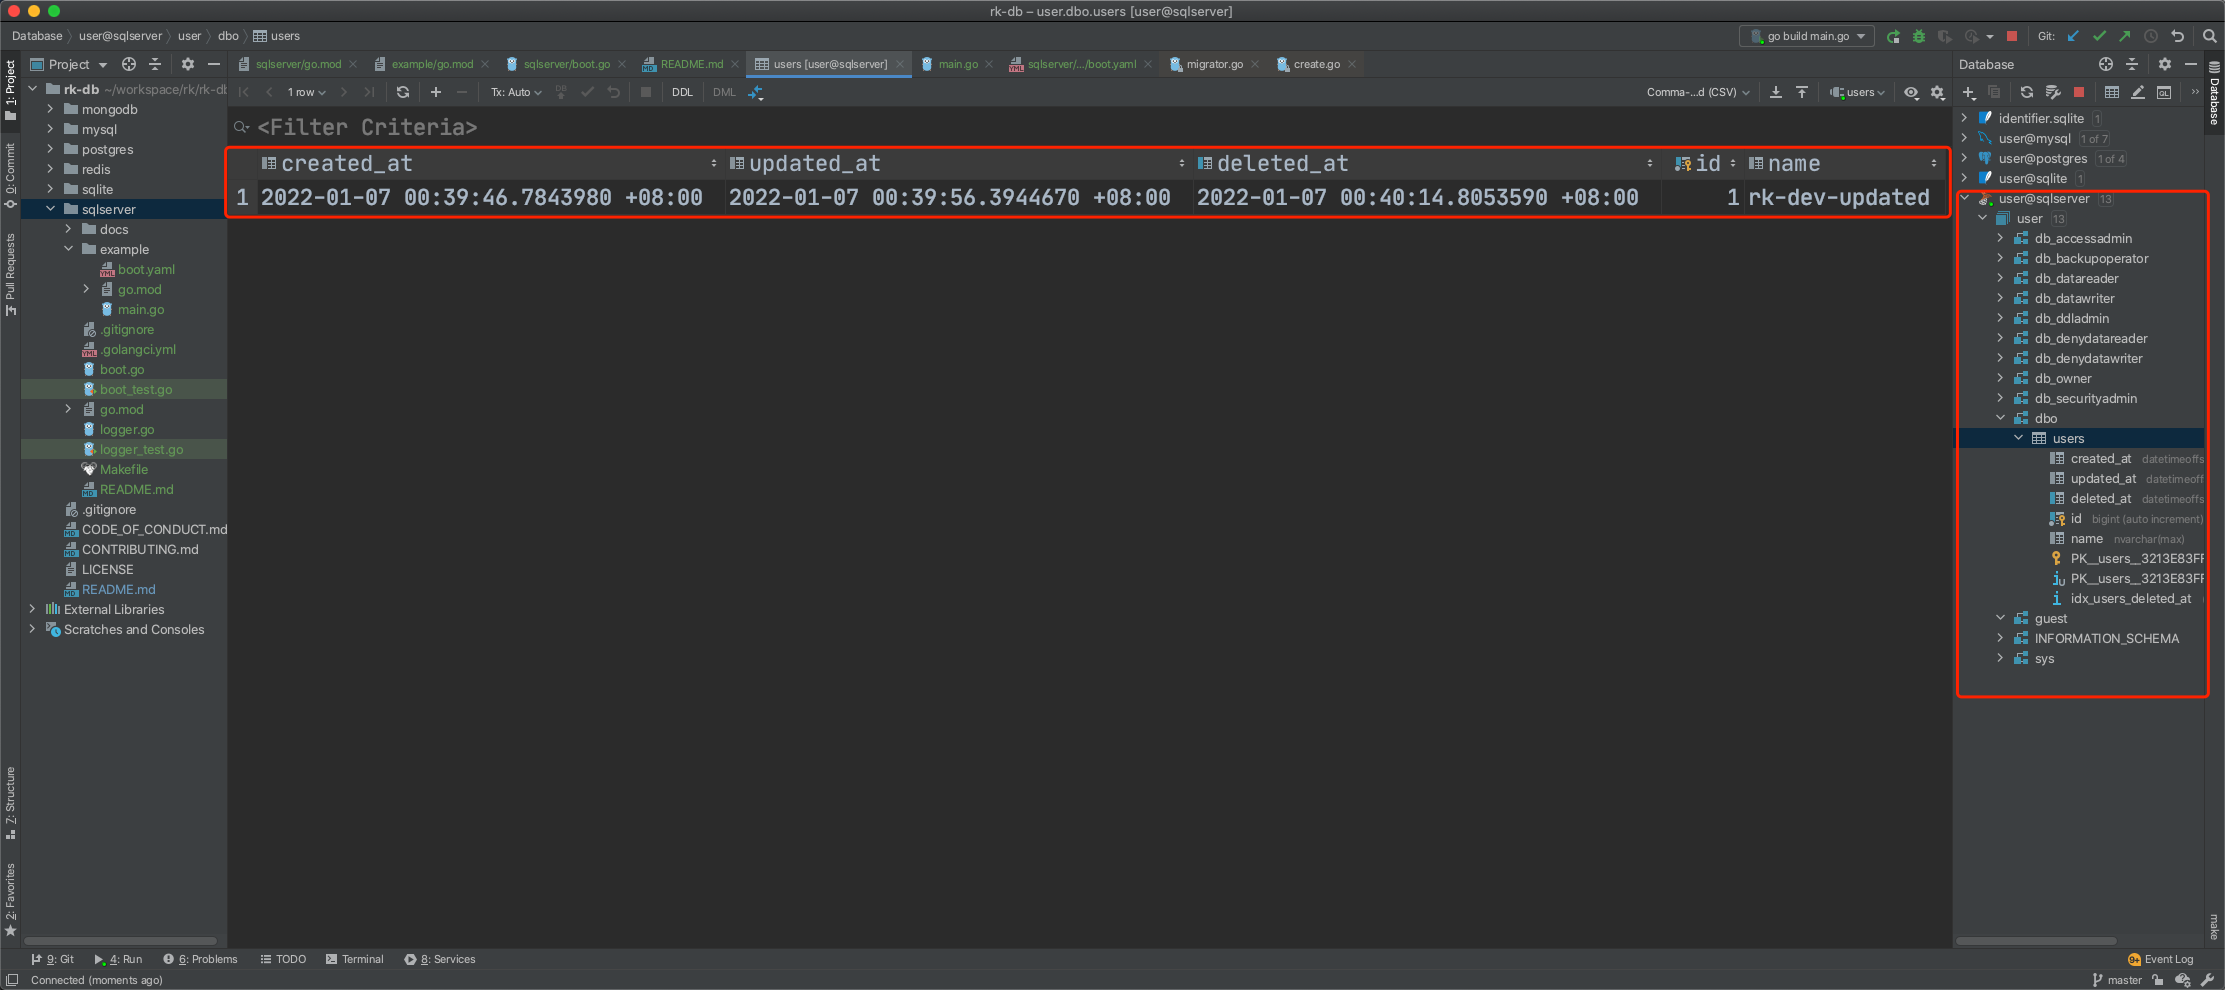 rk-db – user.dbo.users [user@sqlserver]
Database user@sqlserver user dbo users
go build main.go
Git:
1: Project
0: Commit
Pull Requests
Z: Structure
2: Favorites
Project
rk-db ~/workspace/rk/rk-db
mongodb
mysql
postgres
redis
sqlite
sqlserver
docs
example
boot.yaml
go.mod
main.go
.gitignore
.golangci.yml
boot.go
boot_test.go
go.mod
logger.go
logger_test.go
Makefile
README.md
.gitignore
CODE_OF_CONDUCT.md
CONTRIBUTING.md
LICENSE
README.md
External Libraries
Scratches and Consoles
sqlserver/go.mod example/go.mod sqlserver/boot.go README.md users [user@sqlserver] main.go sqlserver/.../boot.yaml migrator.go create.go
1 row Tx: Auto DB DDL DML Comma-...d (CSV) users
<Filter Criteria>
created_at updated_at deleted_at id name
1 2022-01-07 00:39:46.7843980 +08:00 2022-01-07 00:39:56.3944670 +08:00 2022-01-07 00:40:14.8053590 +08:00 1 rk-dev-updated
Database
identifier.sqlite 1
user@mysql 1 of 7
user@postgres 1 of 4
user@sqlite 1
user@sqlserver 13
user 13
db_accessadmin
db_backupoperator
db_datareader
db_datawriter
db_ddladmin
db_denydatareader
db_denydatawriter
db_owner
db_securityadmin
dbo
users
created_at datetimeoffs
updated_at datetimeoff
deleted_at datetimeoffs
id bigint (auto increment)
name nvarchar(max)
PK__users__3213E83FF
PK__users__3213E83FF
idx_users_deleted_at
guest
INFORMATION_SCHEMA
sys
Database
make
9: Git 4: Run 6: Problems TODO Terminal 8: Services
9+ Event Log
Connected (moments ago)
master